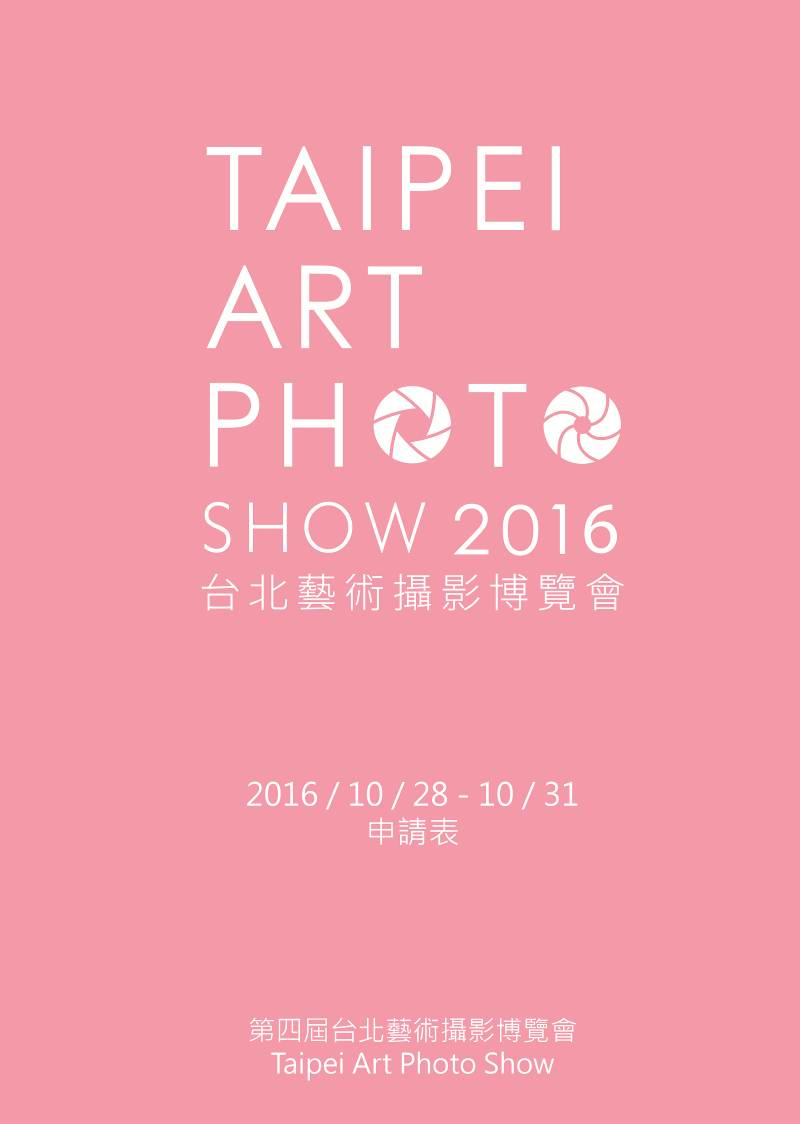 TAIPEI
ART
PHOTO
SHOW 2016
台北藝術攝影博覽會
2016 / 10 / 28 - 10 / 31
申請表
第四屆台北藝術攝影博覽會
Taipei Art Photo Show